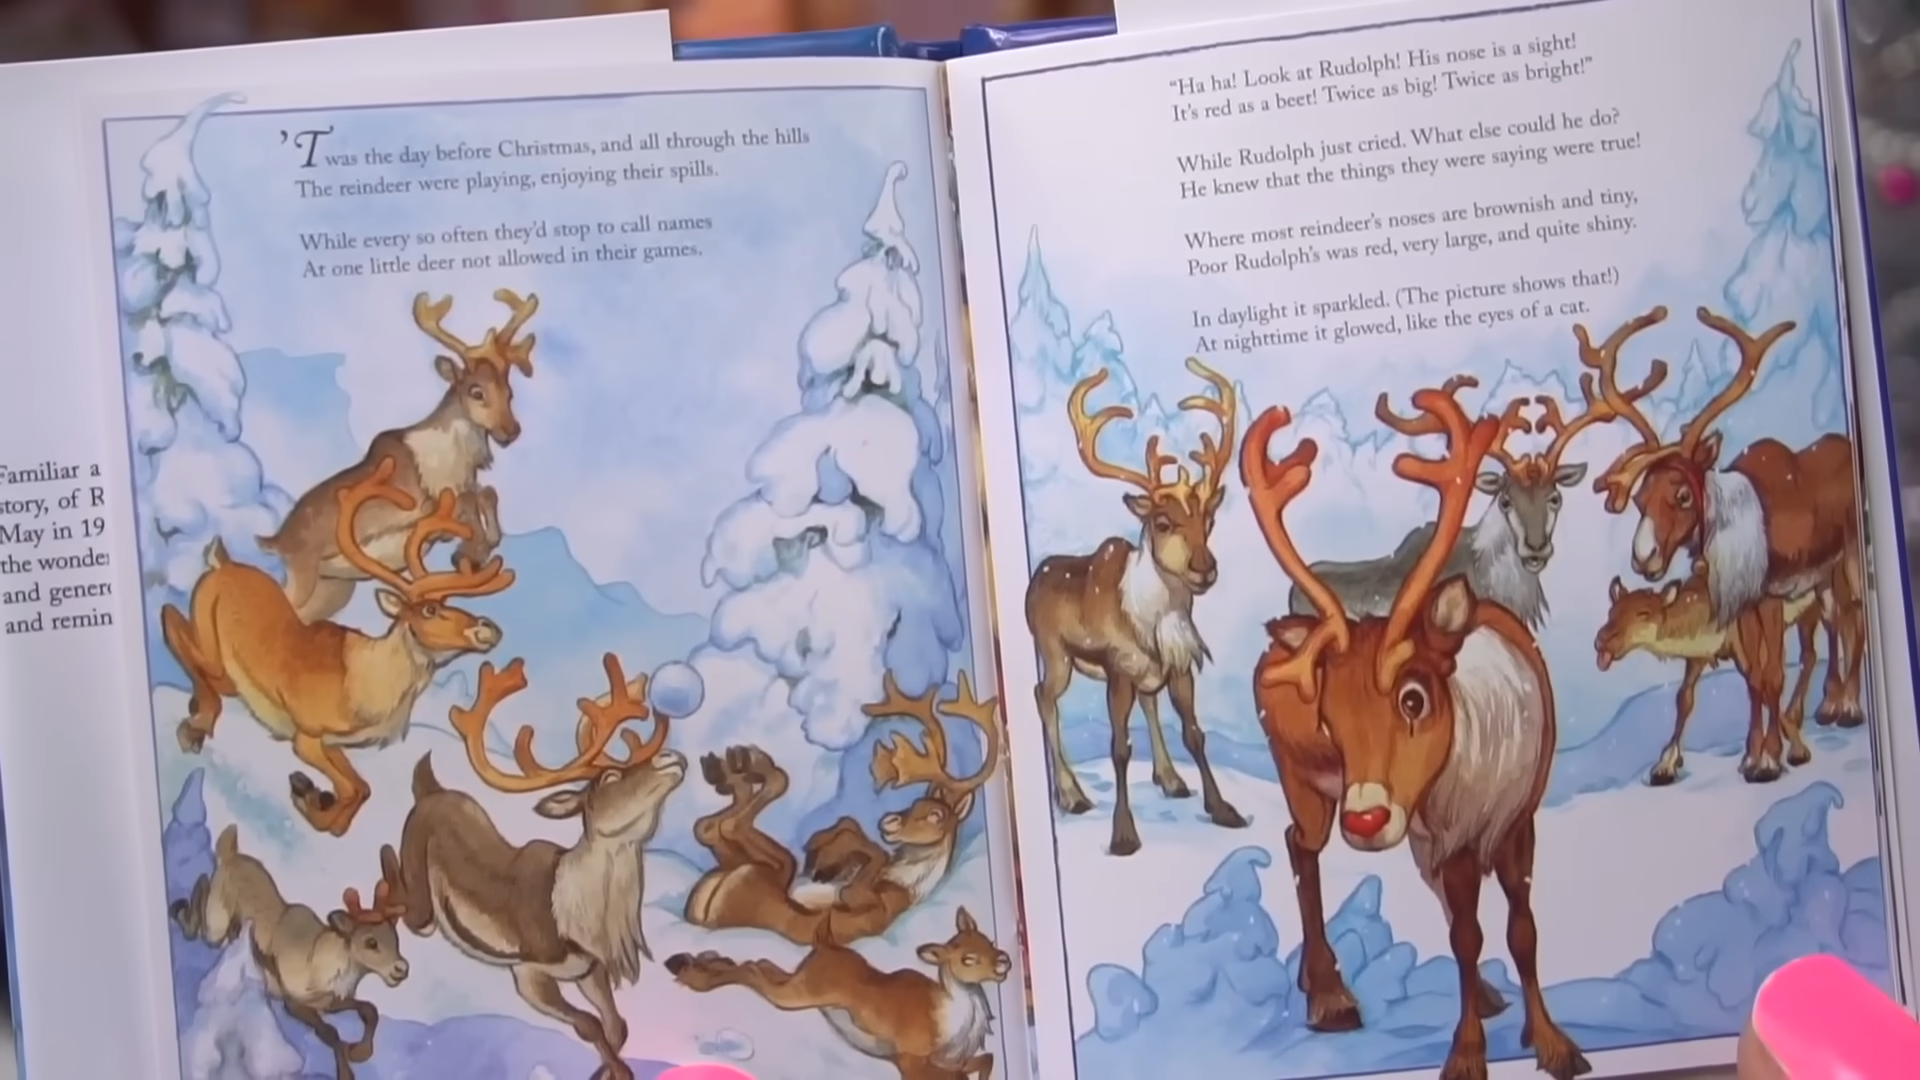 Familiar a
story, of R
May in 19
the wonde
and gener
and remin
’Twas the day before Christmas, and all through the hills
The reindeer were playing, enjoying their spills.
While every so often they’d stop to call names
At one little deer not allowed in their games.
“Ha ha! Look at Rudolph! His nose is a sight!
It’s red as a beet! Twice as big! Twice as bright!”
While Rudolph just cried. What else could he do?
He knew that the things they were saying were true!
Where most reindeer’s noses are brownish and tiny,
Poor Rudolph’s was red, very large, and quite shiny.
In daylight it sparkled. (The picture shows that!)
At nighttime it glowed, like the eyes of a cat.